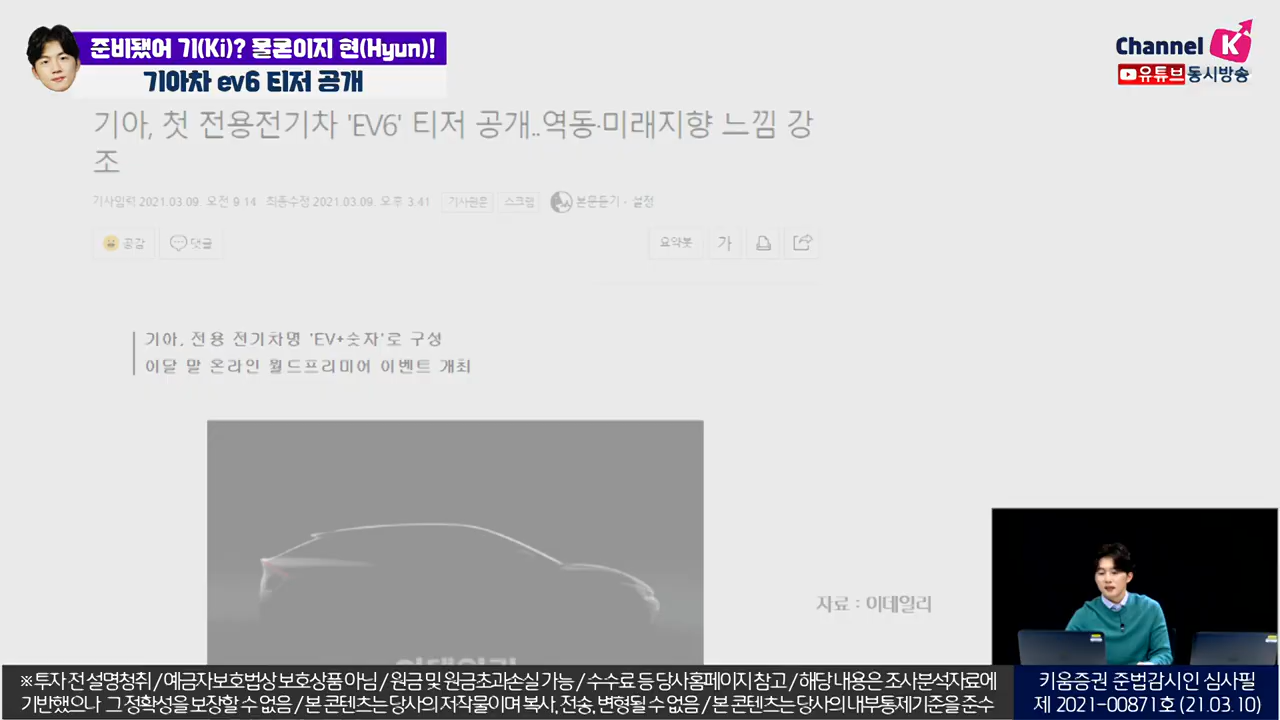 준비됐어 기(Ki)? 물론이지 현(Hyun)!
기아차 ev6 티저 공개
Channel K
유튜브동시방송
기아, 첫 전용전기차 'EV6' 티저 공개..역동·미래지향 느낌 강
조
기사입력 2021.03.09. 오전 9:14 최종수정 2021.03.09. 오후 3:41 기사원문 스크랩 본문듣기 · 설정
공감 댓글 요약봇 가
기아, 전용 전기차명 'EV+숫자'로 구성
이달 말 온라인 월드프리미어 이벤트 개최
자료 : 이데일리
이데일리
※ 투자 전 설명청취 / 예금자보호법상 보호상품 아님 / 원금 및 원금초과손실 가능 / 수수료 등 당사홈페이지 참고 / 해당 내용은 조사분석자료에
기반했으나 그 정확성을 보장할 수 없음 / 본 콘텐츠는 당사의 저작물이며 복사, 전송, 변형될 수 없음 / 본 콘텐츠는 당사의 내부통제기준을 준수
키움증권 준법감시인 심사필
제 2021-00871호 (21.03.10)